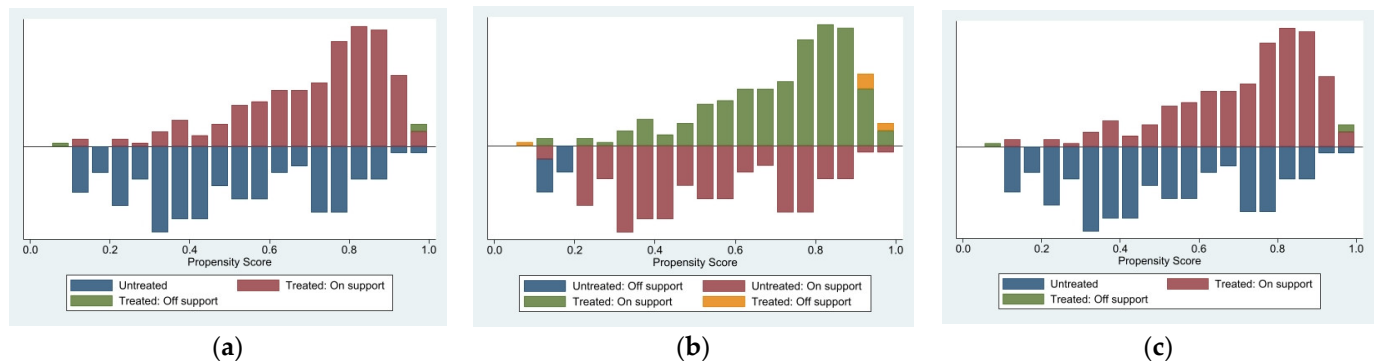 0.0 0.2 0.4 0.6 0.8 1.0
Propensity Score
Untreated Treated: On support
Treated: Off support
(a)
0.0 0.2 0.4 0.6 0.8 1.0
Propensity Score
Untreated: Off support Untreated: On support
Treated: On support Treated: Off support
(b)
0.0 0.2 0.4 0.6 0.8 1.0
Propensity Score
Untreated Treated: On support
Treated: Off support
(c)